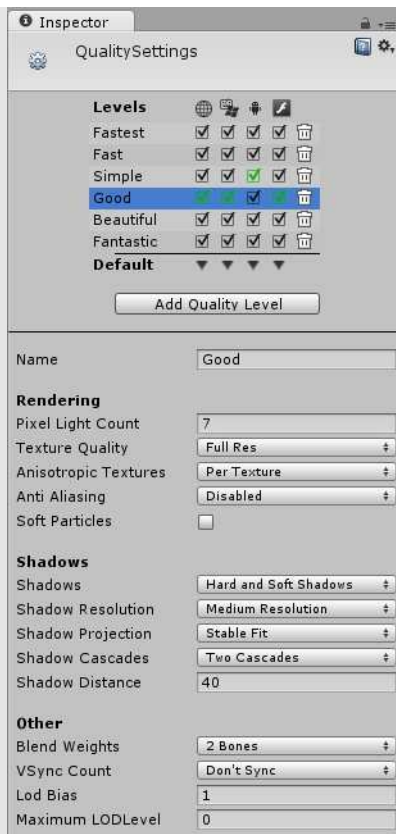 Inspector
QualitySettings
Levels
Fastest
Fast
Simple
Good
Beautiful
Fantastic
Default
Add Quality Level
Name Good
Rendering
Pixel Light Count 7
Texture Quality Full Res
Anisotropic Textures Per Texture
Anti Aliasing Disabled
Soft Particles
Shadows
Shadows Hard and Soft Shadows
Shadow Resolution Medium Resolution
Shadow Projection Stable Fit
Shadow Cascades Two Cascades
Shadow Distance 40
Other
Blend Weights 2 Bones
VSync Count Don't Sync
Lod Bias 1
Maximum LODLevel 0